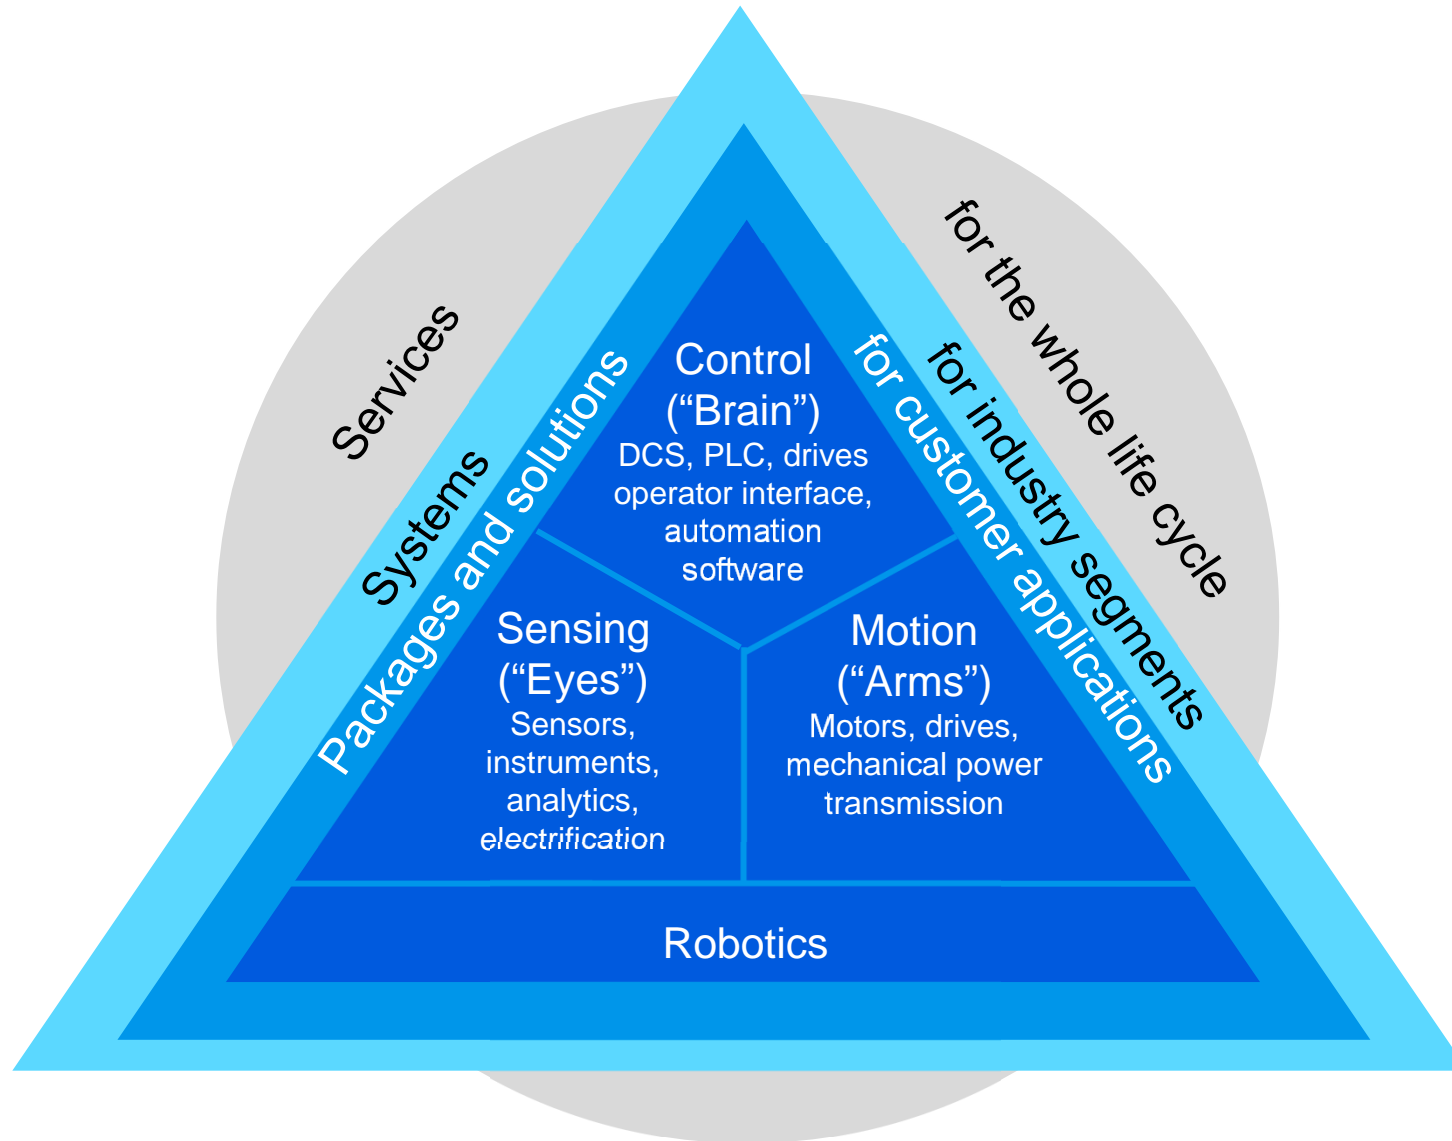 Services
for the whole life cycle
Systems
for industry segments
Packages and solutions
for customer applications
Control
(“Brain”)
DCS, PLC, drives
operator interface,
automation
software
Sensing
(“Eyes”)
Sensors,
instruments,
analytics,
electrification
Motion
(“Arms”)
Motors, drives,
mechanical power
transmission
Robotics